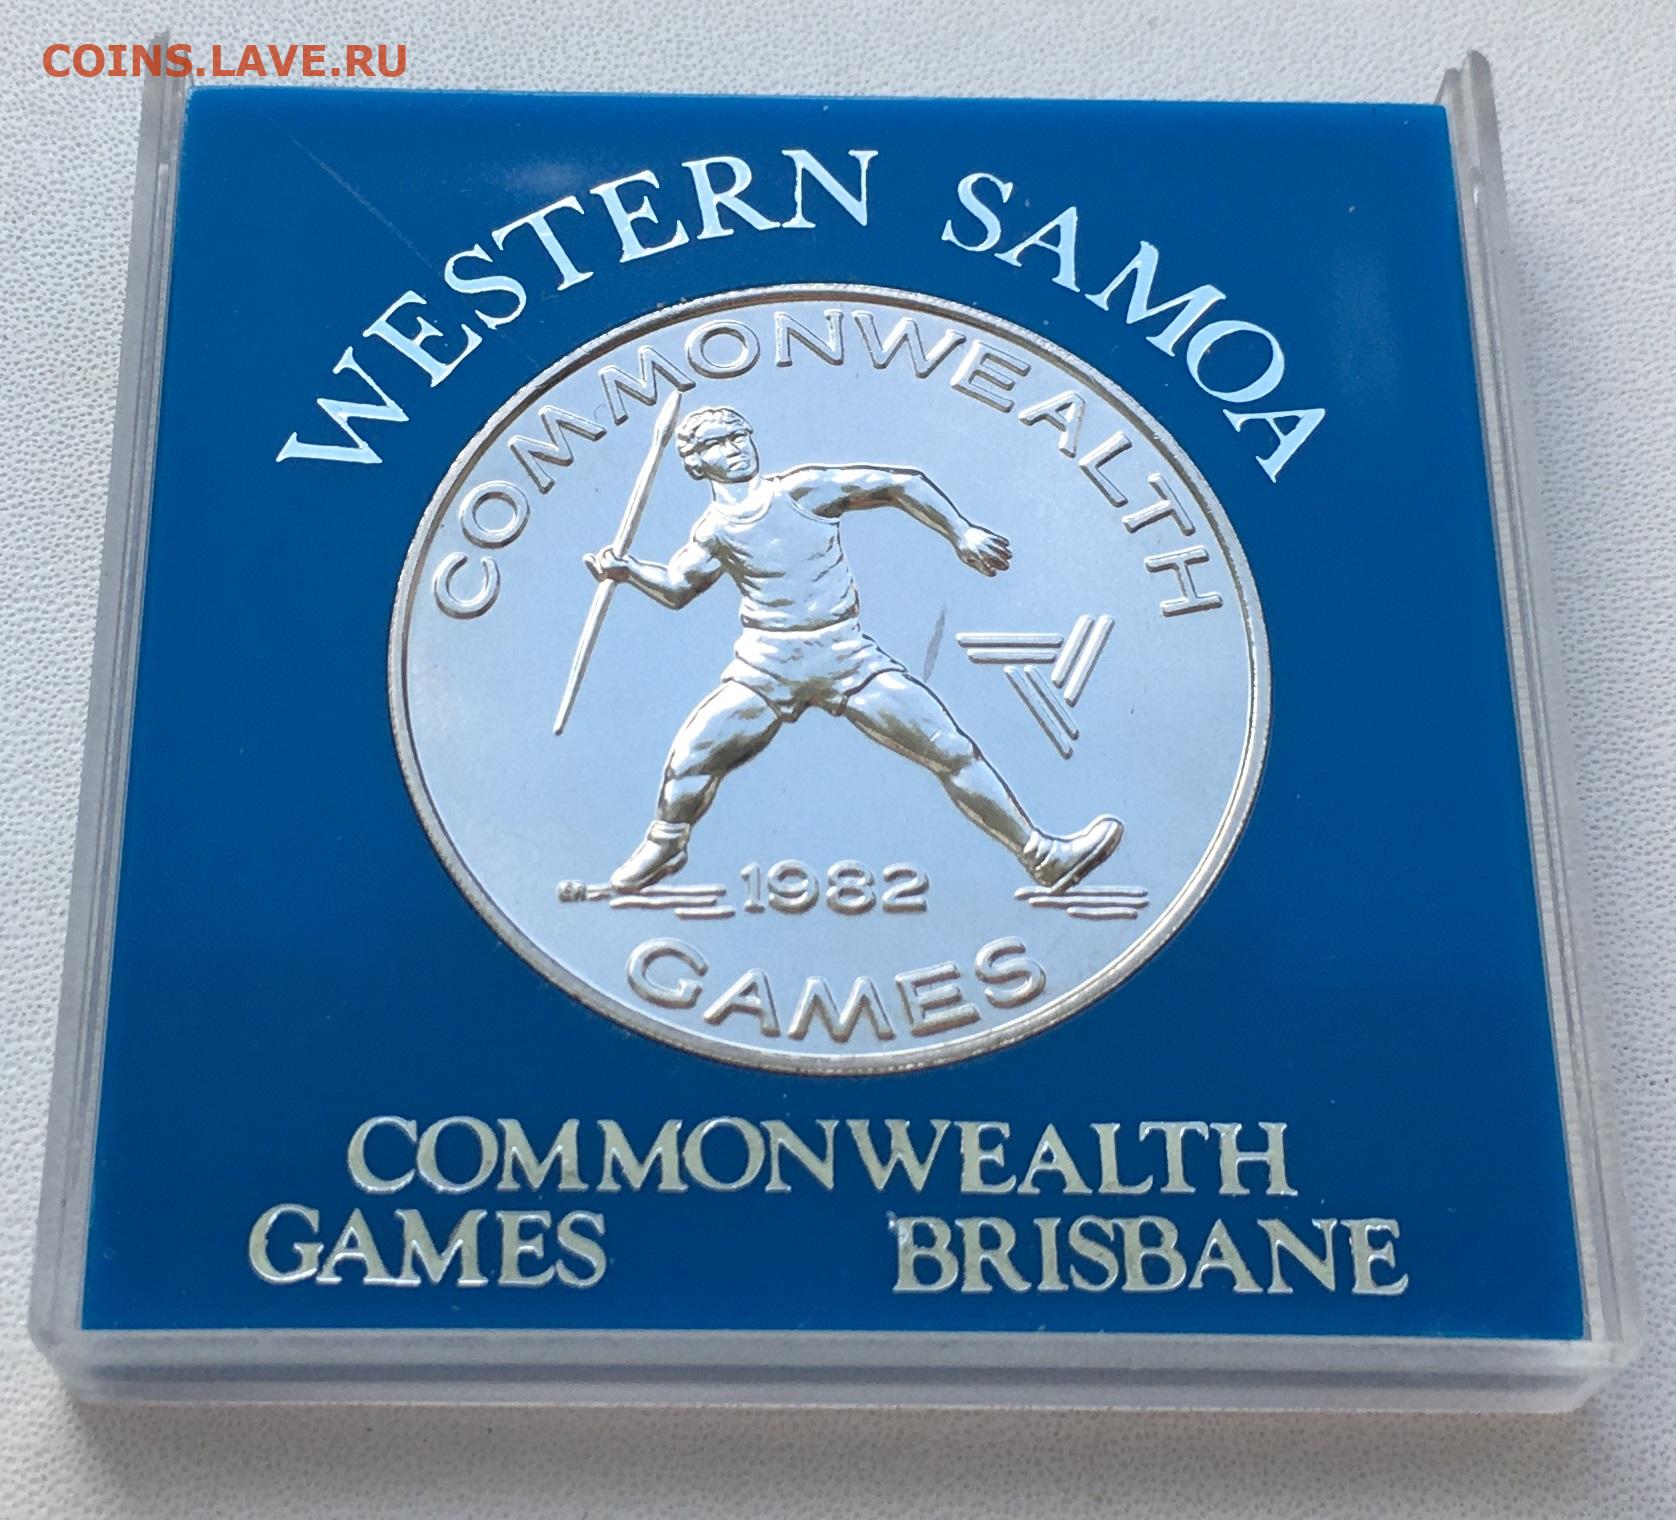 COINS.LAVE.RU
WESTERN SAMOA
COMMONWEALTH
1982
GAMES
COMMONWEALTH
GAMES BRISBANE